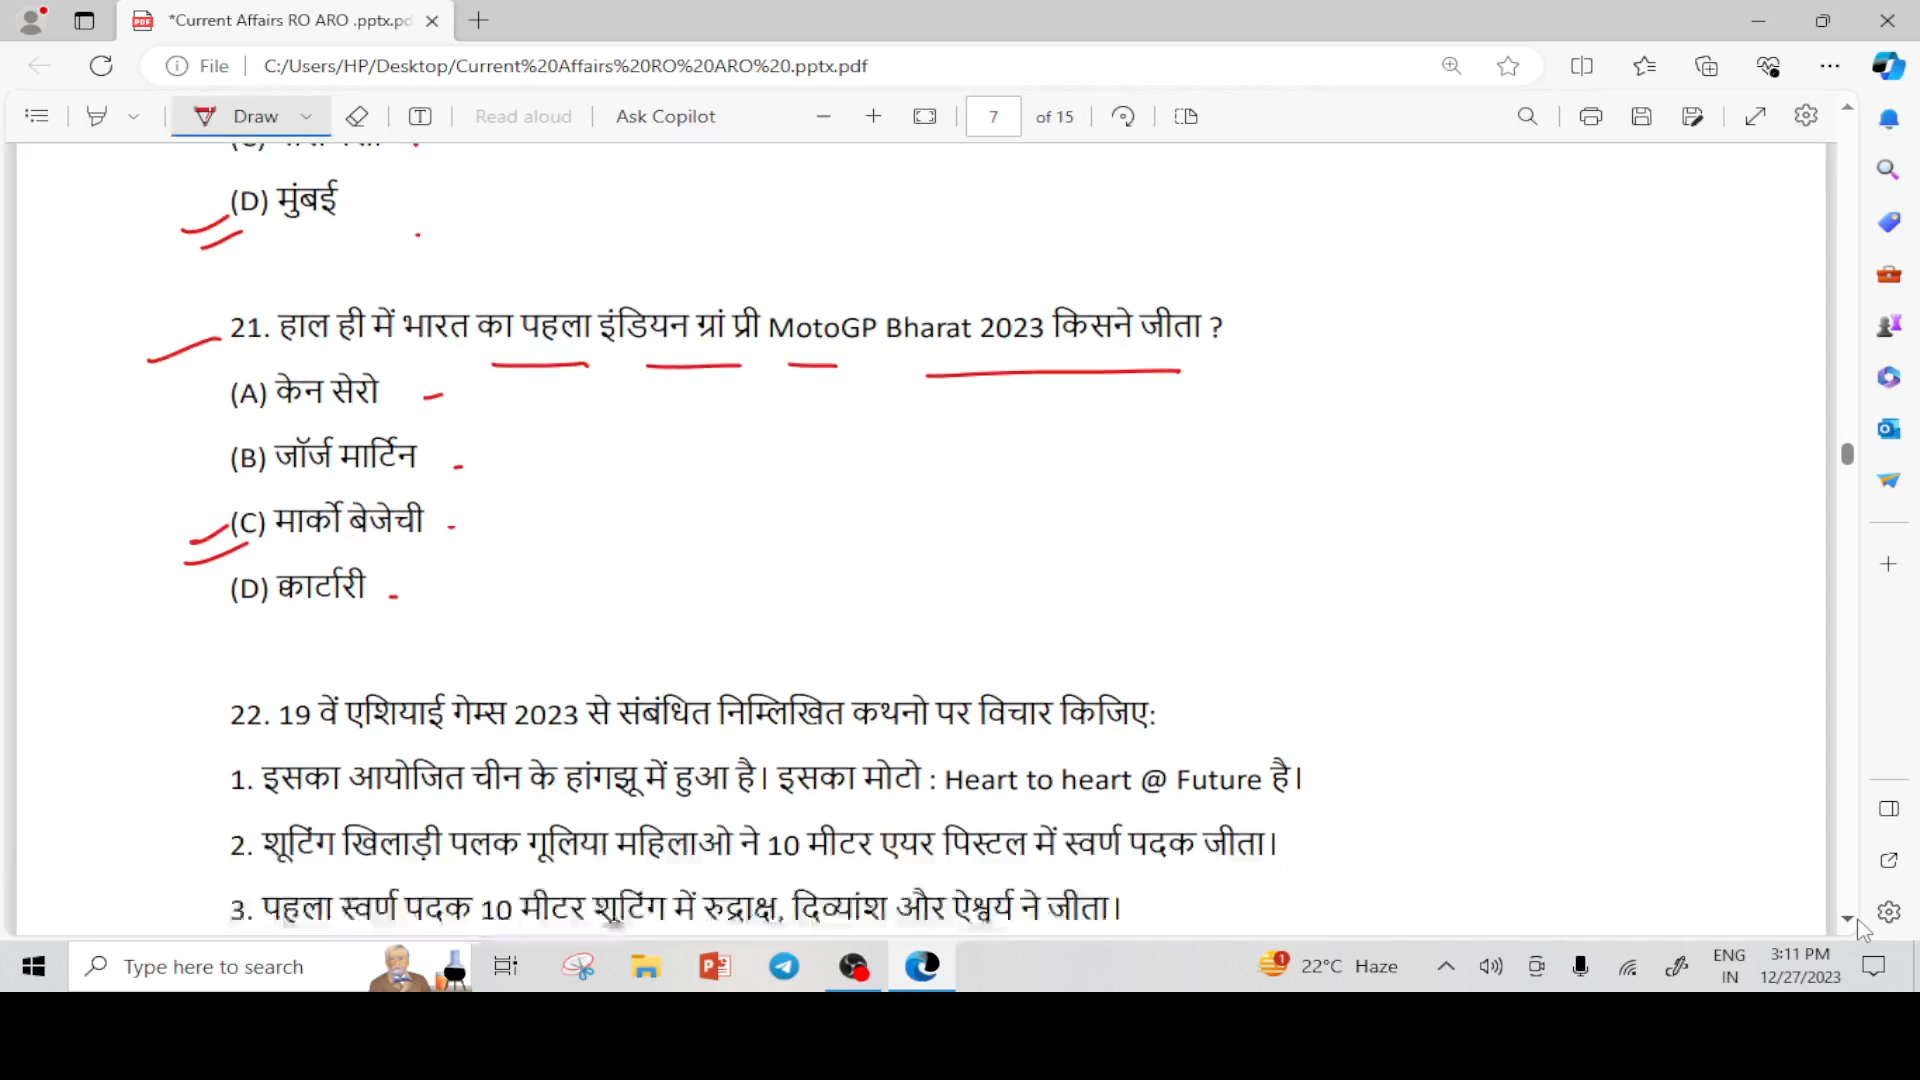 *Current Affairs RO ARO .pptx.pd
File
C:/Users/HP/Desktop/Current%20Affairs%20RO%20ARO%20.pptx.pdf
Draw
Read aloud
Ask Copilot
7 of 15
(D) मुंबई
21. हाल ही में भारत का पहला इंडियन ग्रां प्री MotoGP Bharat 2023 किसने जीता ?
(A) केन सेरो
(B) जॉर्ज मार्टिन
(C) मार्को बेजेची
(D) क्वार्टारी
22. 19 वें एशियाई गेम्स 2023 से संबंधित निम्लिखित कथनो पर विचार किजिए:
1. इसका आयोजित चीन के हांगझू में हुआ है। इसका मोटो : Heart to heart @ Future है।
2. शूटिंग खिलाड़ी पलक गूलिया महिलाओ ने 10 मीटर एयर पिस्टल में स्वर्ण पदक जीता।
3. पहला स्वर्ण पदक 10 मीटर शूटिंग में रुद्राक्ष, दिव्यांश और ऐश्वर्य ने जीता।
Type here to search
1
22°C Haze
ENG
IN
3:11 PM
12/27/2023